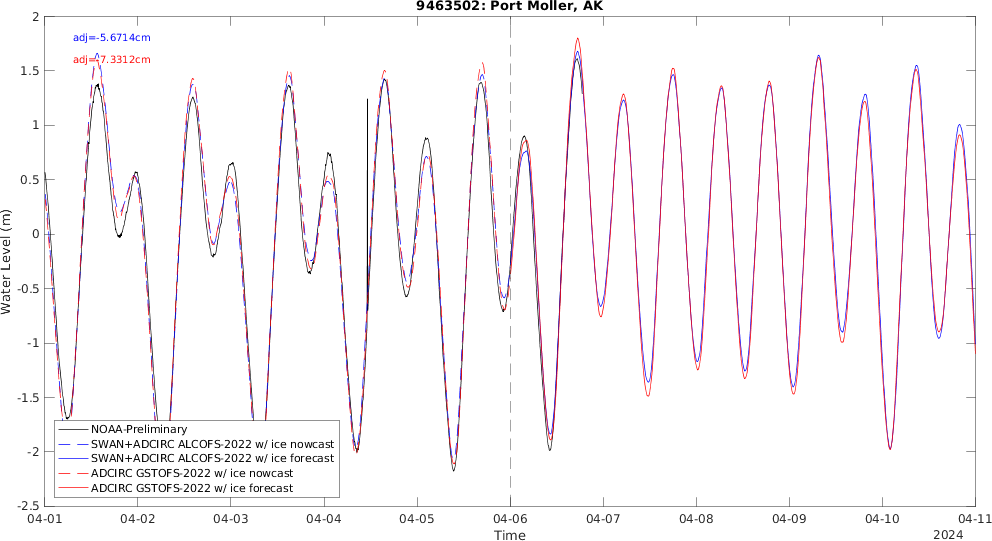 9463502: Port Moller, AK
adj=-5.6714cm
adj=-7.3312cm
2
1.5
1
0.5
0
-0.5
-1
-1.5
-2
-2.5
Water Level (m)
NOAA-Preliminary
SWAN+ADCIRC ALCOFS-2022 w/ ice nowcast
SWAN+ADCIRC ALCOFS-2022 w/ ice forecast
ADCIRC GSTOFS-2022 w/ ice nowcast
ADCIRC GSTOFS-2022 w/ ice forecast
04-01 04-02 04-03 04-04 04-05 04-06 04-07 04-08 04-09 04-10 04-11
Time
2024